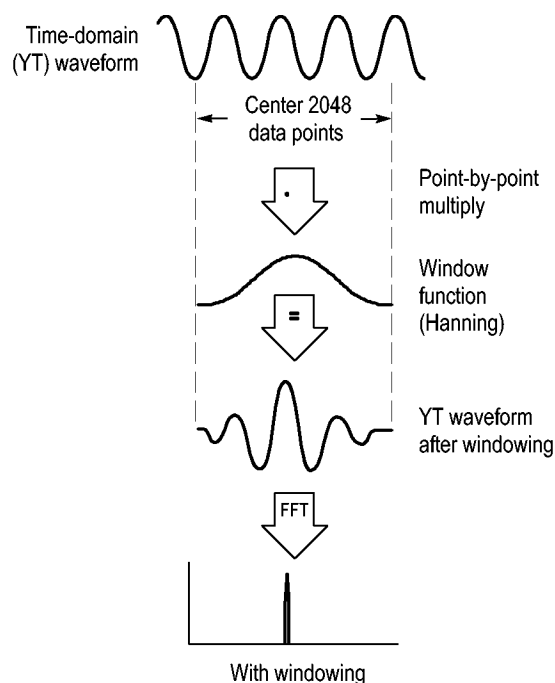 Time-domain
(YT) waveform
Center 2048
data points
Point-by-point
multiply
Window
function
(Hanning)
=
YT waveform
after windowing
FFT
With windowing